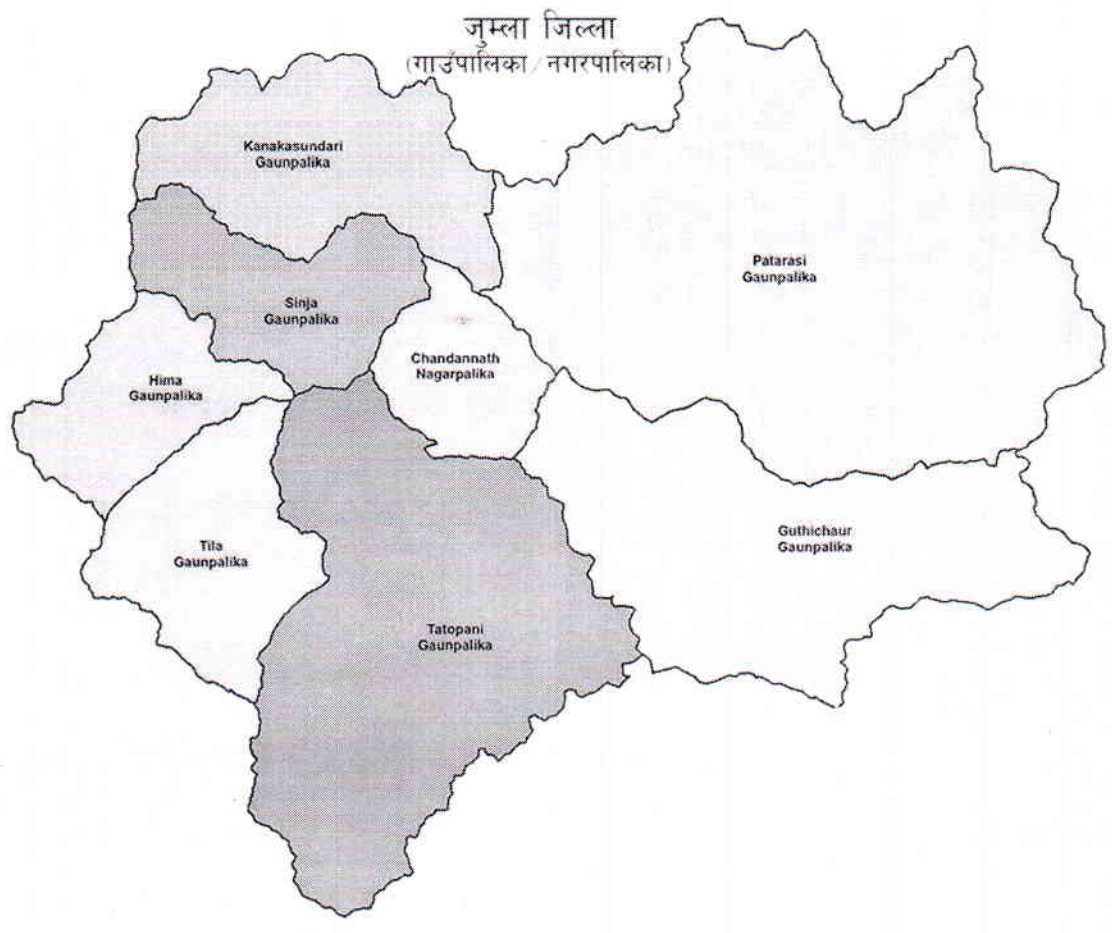 जुम्ला जिल्ला
(गाउँपालिका/नगरपालिका)
Kanakasundari
Gaunpalika
Patarasi
Gaunpalika
Sinja
Gaunpalika
Chandannath
Nagarpalika
Hima
Gaunpalika
Guthichaur
Gaunpalika
Tila
Gaunpalika
Tatopani
Gaunpalika